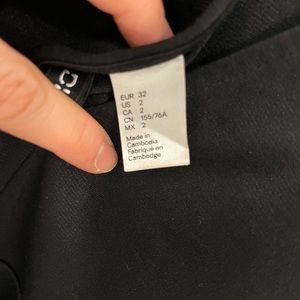 EUR 32
US 2
CA 2
CN 155/76A
MX 2
Made in
Cambodia
Fabriqué en
Cambodge